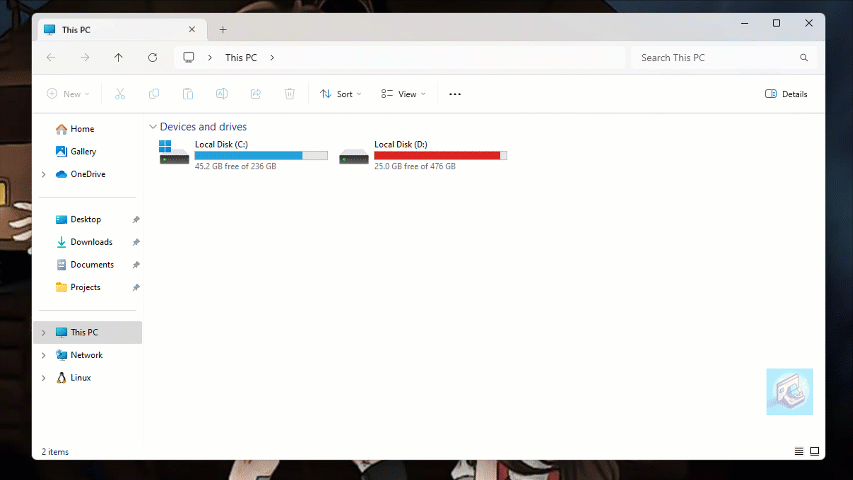 This PC
This PC
Search This PC
New
Sort
View
Details
Home
Gallery
OneDrive
Desktop
Downloads
Documents
Projects
This PC
Network
Linux
Devices and drives
Local Disk (C:)
45.2 GB free of 236 GB
Local Disk (D:)
25.0 GB free of 476 GB
2 items